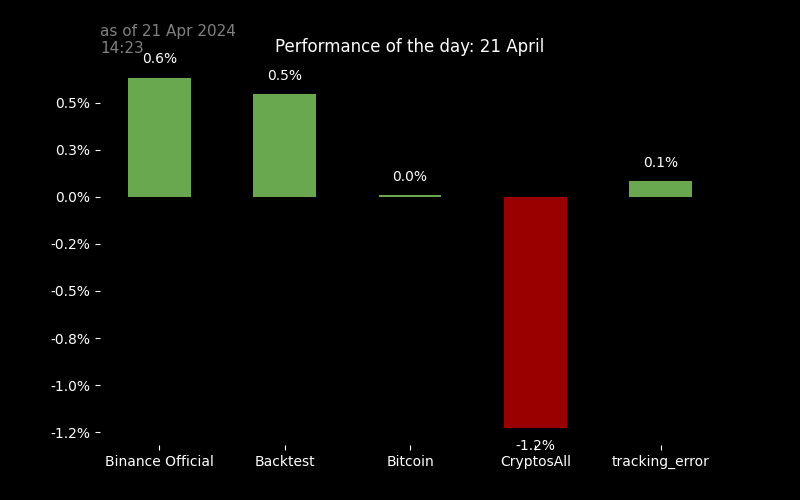 as of 21 Apr 2024
14:23
Performance of the day: 21 April
0.6%
0.5%
0.0%
-1.2%
0.1%
0.5%
0.3%
0.0%
-0.2%
-0.5%
-0.8%
-1.0%
-1.2%
Binance Official
Backtest
Bitcoin
CryptosAll
tracking_error